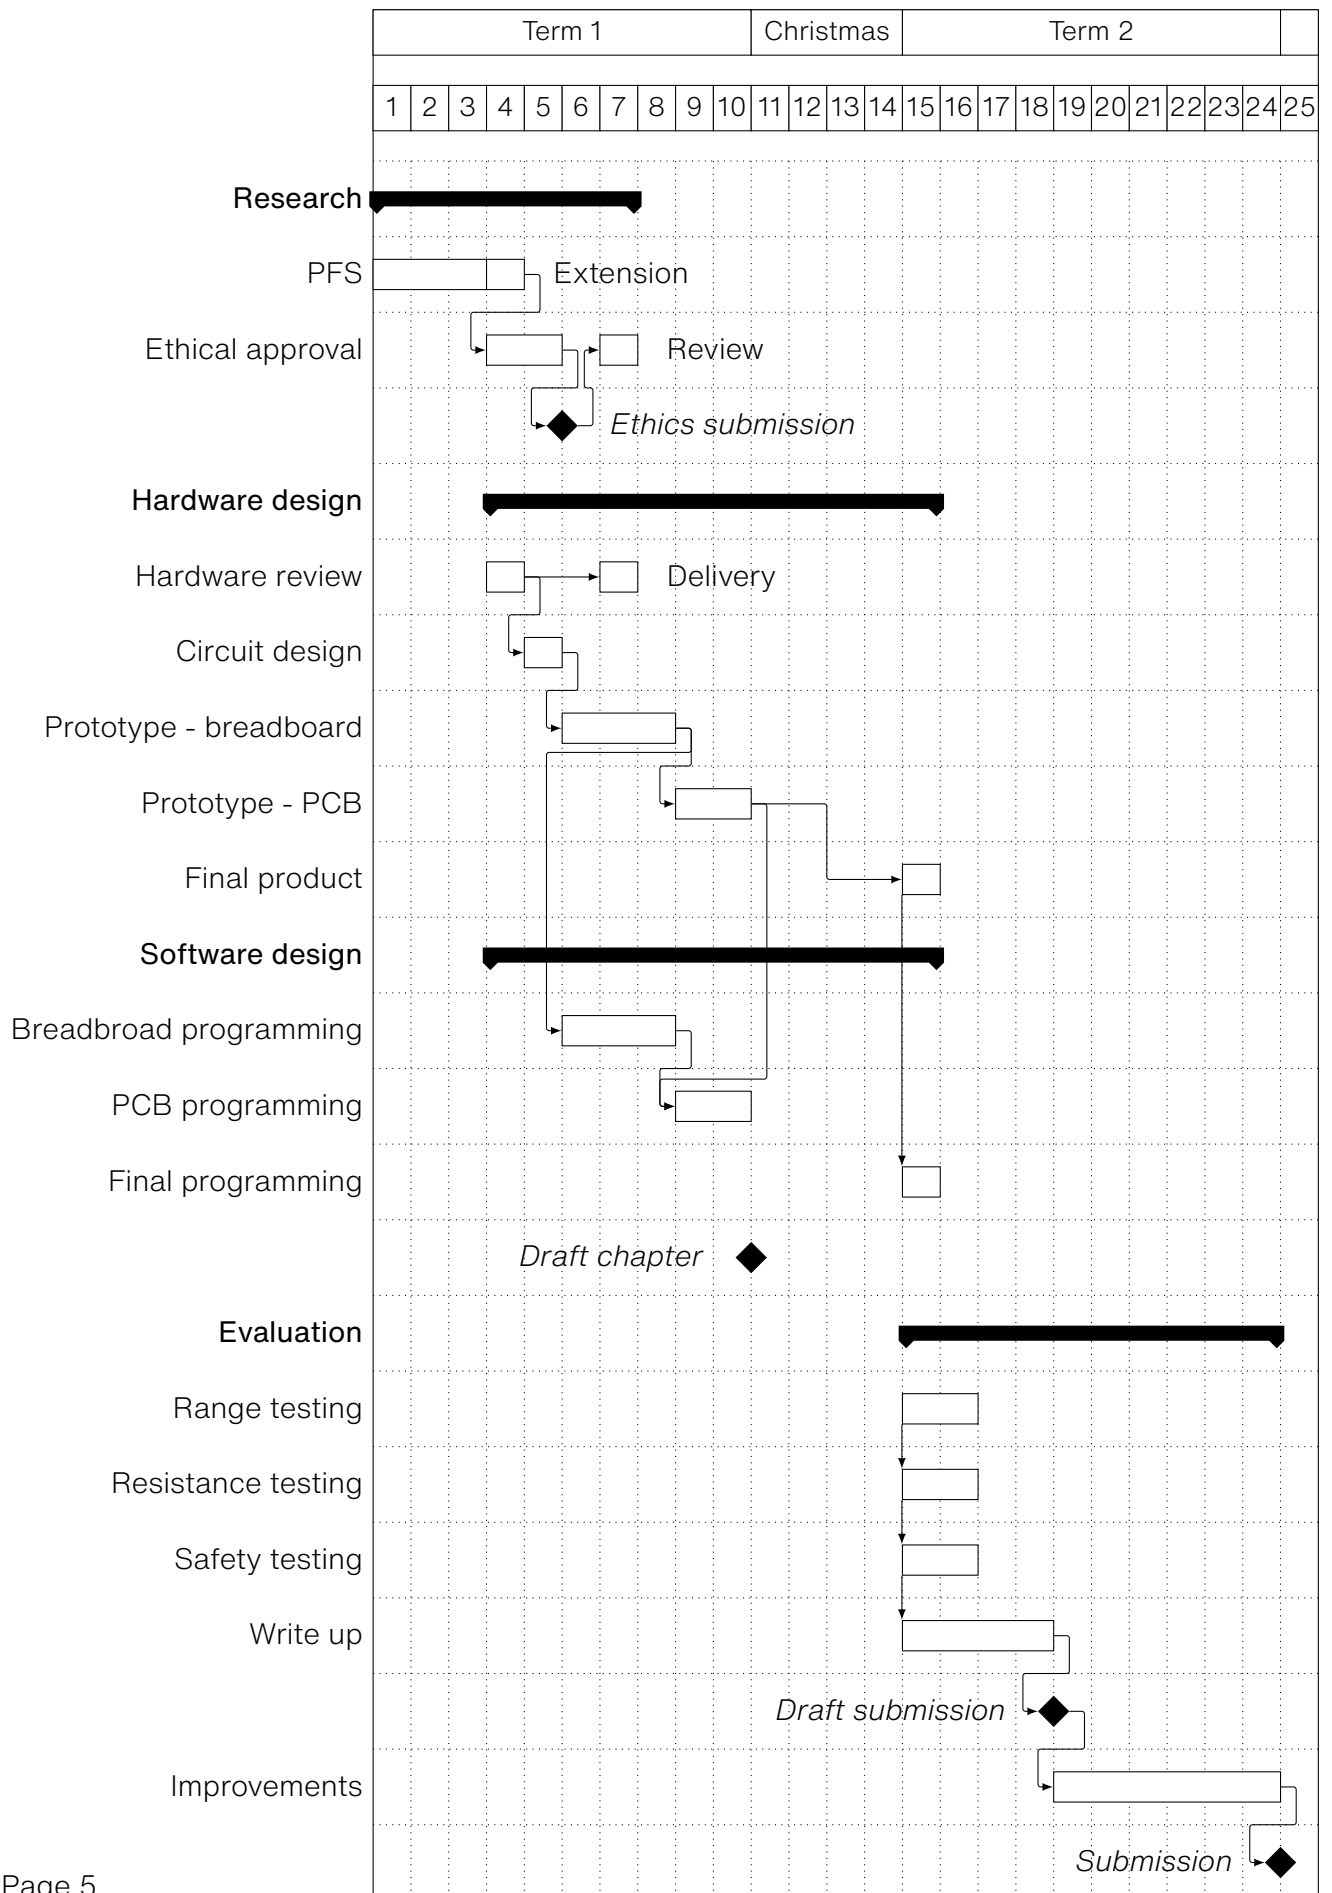 Term 1 Christmas Term 2
1 2 3 4 5 6 7 8 9 10 11 12 13 14 15 16 17 18 19 20 21 22 23 24 25
Research
PFS Extension
Ethical approval Review
Ethics submission
Hardware design
Hardware review Delivery
Circuit design
Prototype - breadboard
Prototype - PCB
Final product
Software design
Breadbroad programming
PCB programming
Final programming
Draft chapter
Evaluation
Range testing
Resistance testing
Safety testing
Write up
Draft submission
Improvements
Submission
Page 5